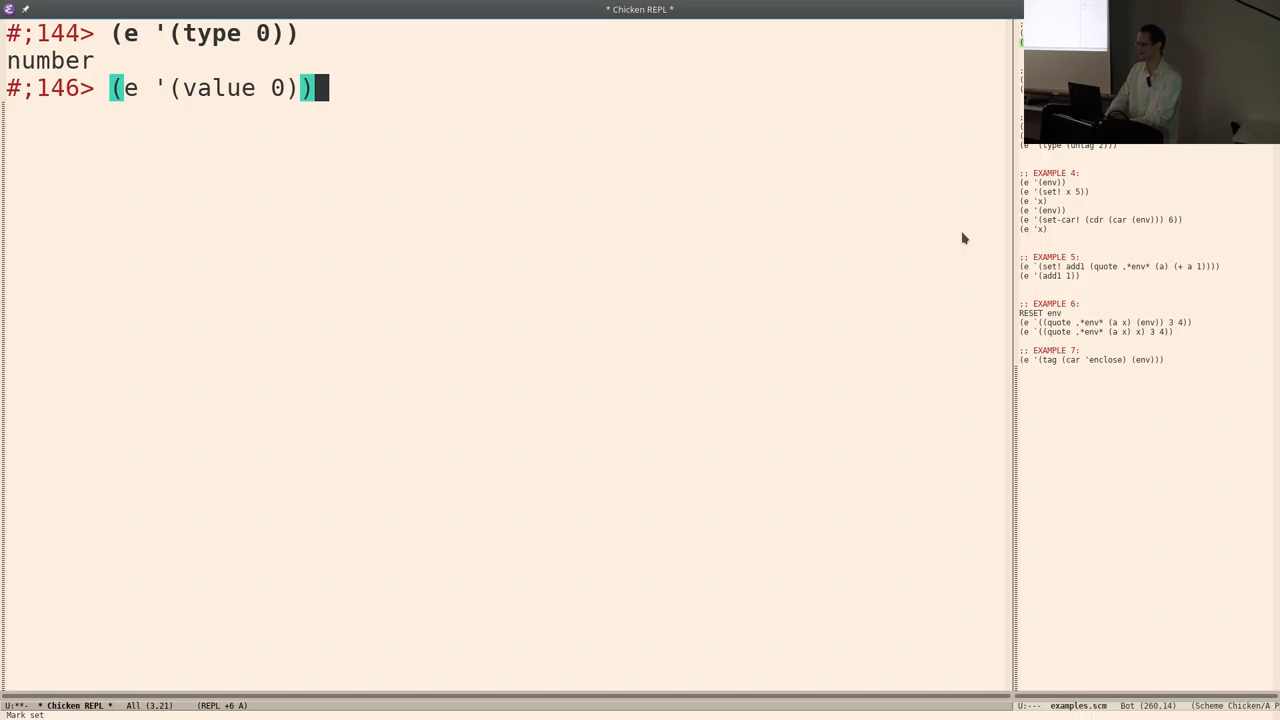 * Chicken REPL *
#;144> (e '(type 0))
number
#;146> (e '(value 0))
(e '(type (untag 2)))
;; EXAMPLE 4:
(e '(env))
(e '(set! x 5))
(e 'x)
(e '(env))
(e '(set-car! (cdr (car (env))) 6))
(e 'x)
;; EXAMPLE 5:
(e `(set! add1 (quote ,*env* (a) (+ a 1))))
(e '(add1 1))
;; EXAMPLE 6:
RESET env
(e `((quote ,*env* (a x) (env)) 3 4))
(e `((quote ,*env* (a x) x) 3 4))
;; EXAMPLE 7:
(e '(tag (car 'enclose) (env)))
U:**- * Chicken REPL * All (3,21) (REPL +6 A)
U:--- examples.scm Bot (260,14) (Scheme Chicken/A P
Mark set